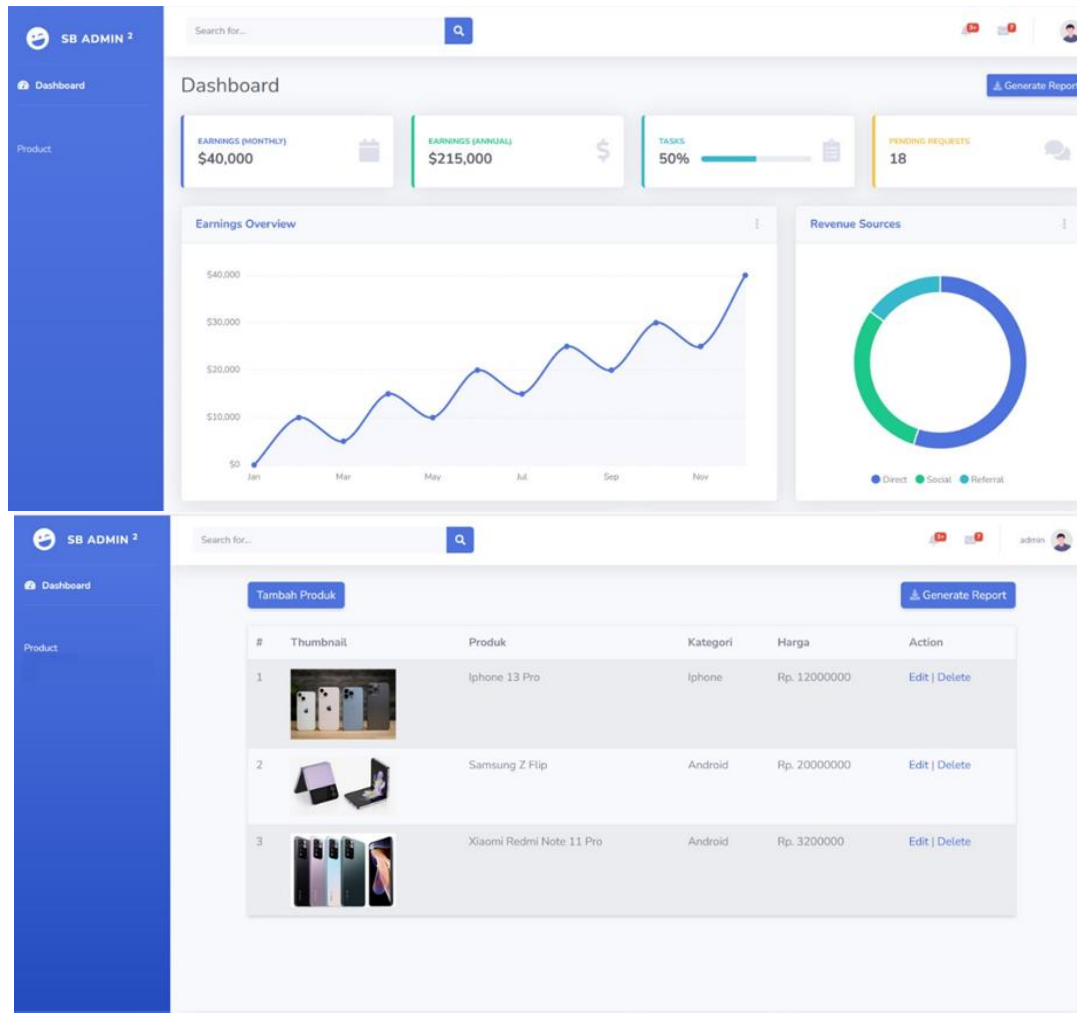 SB ADMIN 2
Search for...
3+
7
Dashboard
Dashboard
Generate Report
Product
EARNINGS (MONTHLY)
$40,000
EARNINGS (ANNUAL)
$215,000
TASKS
50%
PENDING REQUESTS
18
Earnings Overview
Revenue Sources
$40,000
$30,000
$20,000
$10,000
$0
Jan Mar May Jul Sep Nov
Direct Social Referral
SB ADMIN 2
Search for...
3+
7
admin
Dashboard
Product
Tambah Produk
Generate Report
# Thumbnail Produk Kategori Harga Action
1 Iphone 13 Pro Iphone Rp. 12000000 Edit | Delete
2 Samsung Z Flip Android Rp. 20000000 Edit | Delete
3 Xiaomi Redmi Note 11 Pro Android Rp. 3200000 Edit | Delete